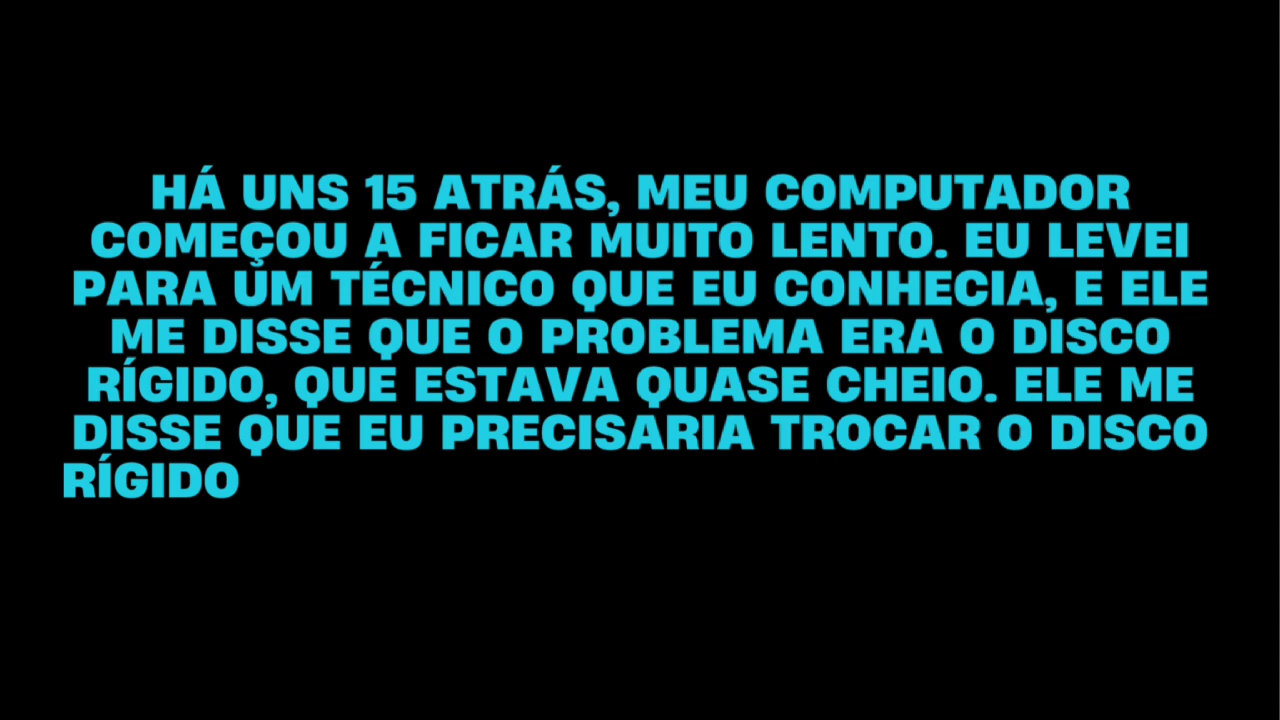 HÁ UNS 15 ATRÁS, MEU COMPUTADOR
COMEÇOU A FICAR MUITO LENTO. EU LEVEI
PARA UM TÉCNICO QUE EU CONHECIA, E ELE
ME DISSE QUE O PROBLEMA ERA O DISCO
RÍGIDO, QUE ESTAVA QUASE CHEIO. ELE ME
DISSE QUE EU PRECISARIA TROCAR O DISCO
RÍGIDO